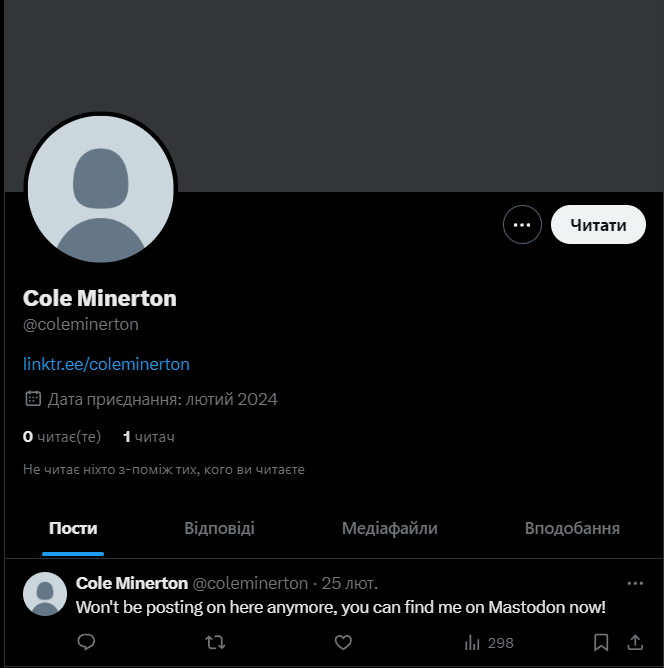 Читати
Cole Minerton
@coleminerton
linktr.ee/coleminerton
Дата приєднання: лютий 2024
0 читає(те) 1 читач
Не читає ніхто з-поміж тих, кого ви читаєте
Пости Відповіді Медіафайли Вподобання
Cole Minerton @coleminerton · 25 лют.
Won't be posting on here anymore, you can find me on Mastodon now!
298